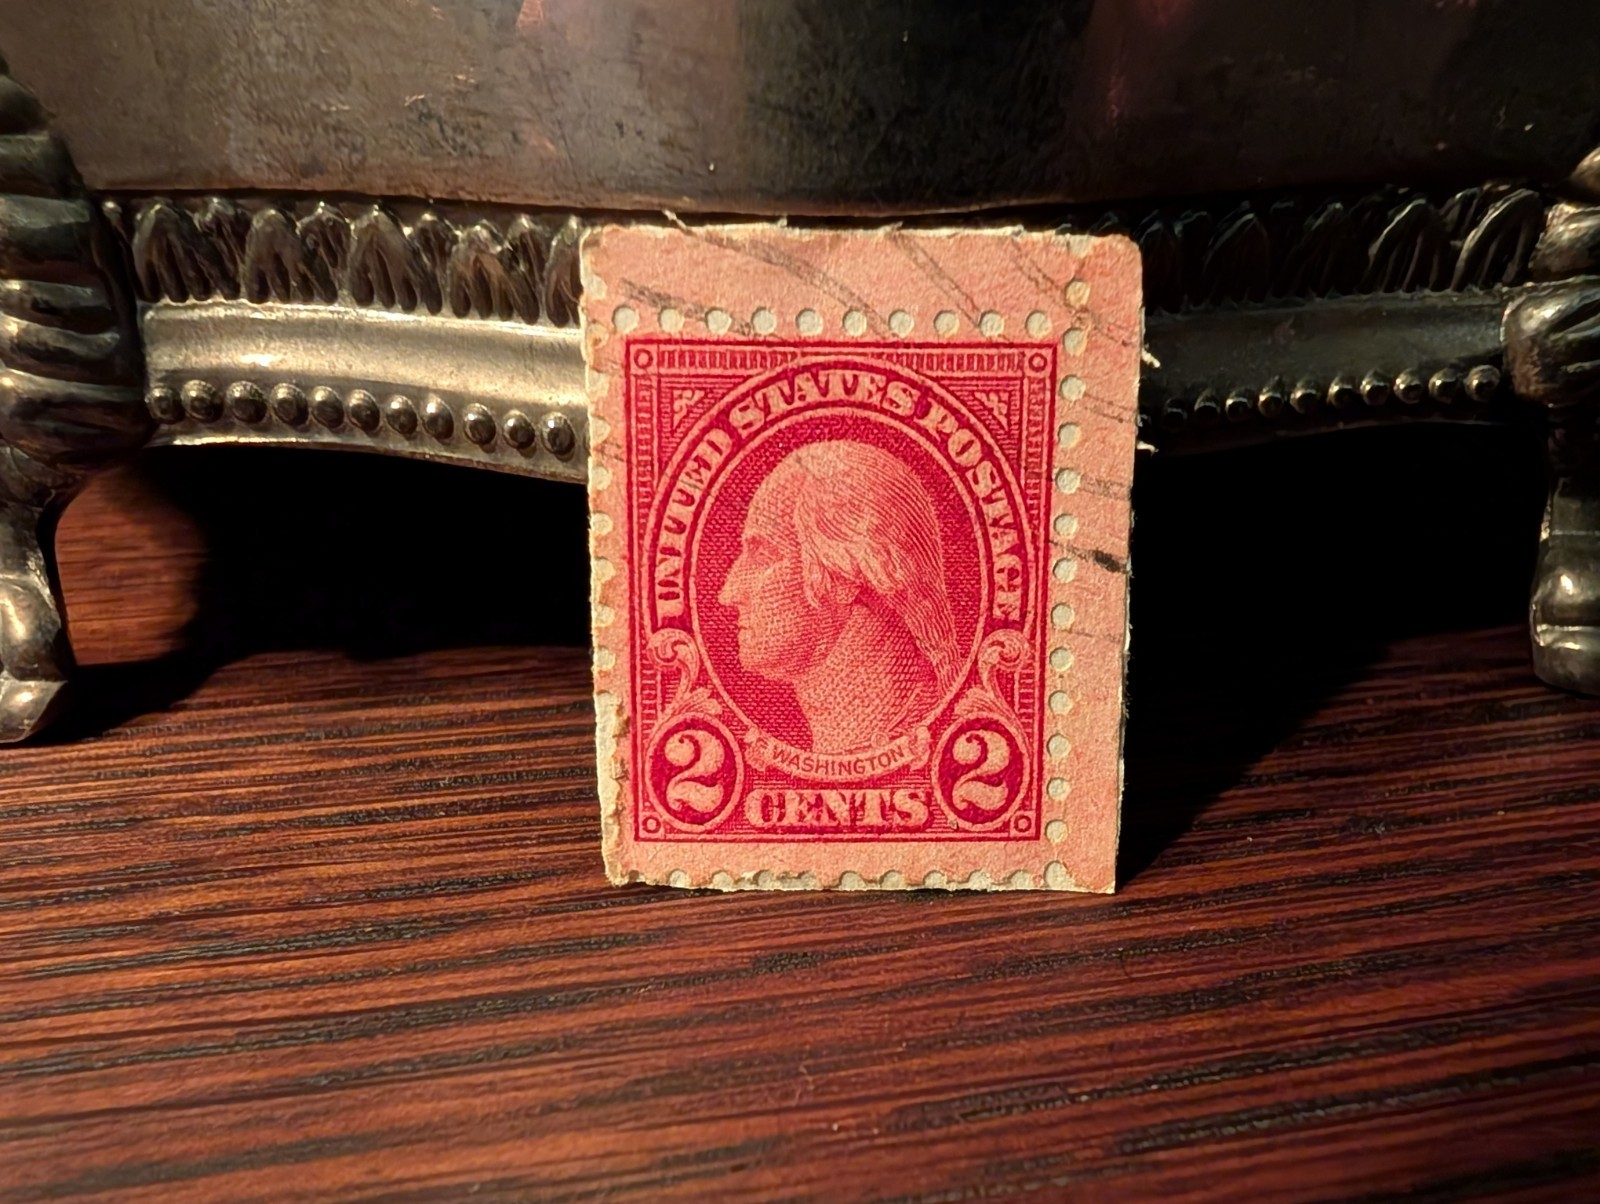 UNITED STATES POSTAGE
WASHINGTON
2 CENTS 2